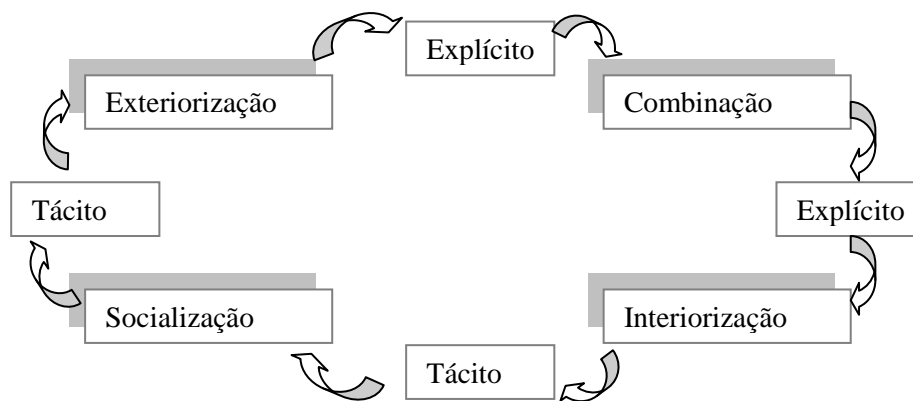 Explícito
Exteriorização
Combinação
Tácito
Explícito
Socialização
Interiorização
Tácito